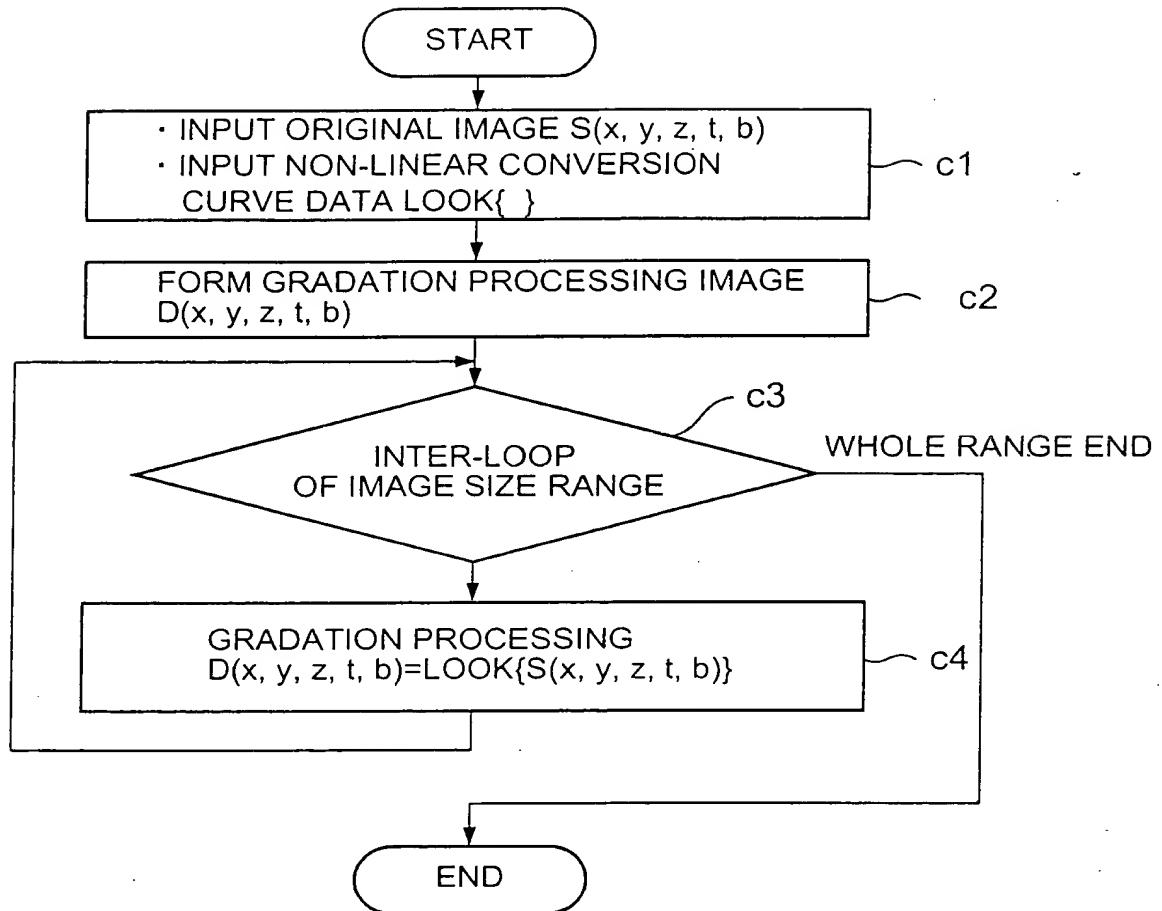 START
· INPUT ORIGINAL IMAGE S(x, y, z, t, b)
· INPUT NON-LINEAR CONVERSION
CURVE DATA LOOK{ }
c1
FORM GRADATION PROCESSING IMAGE
D(x, y, z, t, b)
c2
c3
INTER-LOOP
OF IMAGE SIZE RANGE
WHOLE RANGE END
GRADATION PROCESSING
D(x, y, z, t, b)=LOOK{S(x, y, z, t, b)}
c4
END